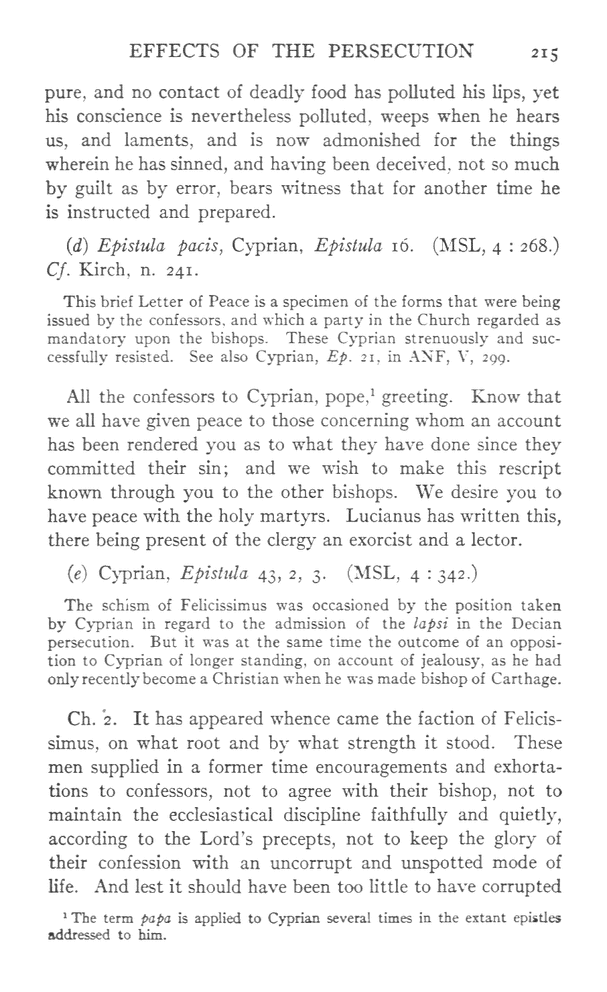 EFFECTS OF THE PERSECUTION 215
pure, and no contact of deadly food has polluted his lips, yet
his conscience is nevertheless polluted, weeps when he hears
us, and laments, and is now admonished for the things
wherein he has sinned, and having been deceived, not so much
by guilt as by error, bears witness that for another time he
is instructed and prepared.
(d) Epistula pacis, Cyprian, Epistula 16. (MSL, 4 : 268.)
Cf. Kirch, n. 241.
This brief Letter of Peace is a specimen of the forms that were being
issued by the confessors, and which a party in the Church regarded as
mandatory upon the bishops. These Cyprian strenuously and suc-
cessfully resisted. See also Cyprian, Ep. 21, in ANF, V, 299.
All the confessors to Cyprian, pope,¹ greeting. Know that
we all have given peace to those concerning whom an account
has been rendered you as to what they have done since they
committed their sin; and we wish to make this rescript
known through you to the other bishops. We desire you to
have peace with the holy martyrs. Lucianus has written this,
there being present of the clergy an exorcist and a lector.
(e) Cyprian, Epistula 43, 2, 3. (MSL, 4 : 342.)
The schism of Felicissimus was occasioned by the position taken
by Cyprian in regard to the admission of the lapsi in the Decian
persecution. But it was at the same time the outcome of an opposi-
tion to Cyprian of longer standing, on account of jealousy, as he had
only recently become a Christian when he was made bishop of Carthage.
Ch. 2. It has appeared whence came the faction of Felicis-
simus, on what root and by what strength it stood. These
men supplied in a former time encouragements and exhorta-
tions to confessors, not to agree with their bishop, not to
maintain the ecclesiastical discipline faithfully and quietly,
according to the Lord's precepts, not to keep the glory of
their confession with an uncorrupt and unspotted mode of
life. And lest it should have been too little to have corrupted
¹ The term papa is applied to Cyprian several times in the extant epistles
addressed to him.